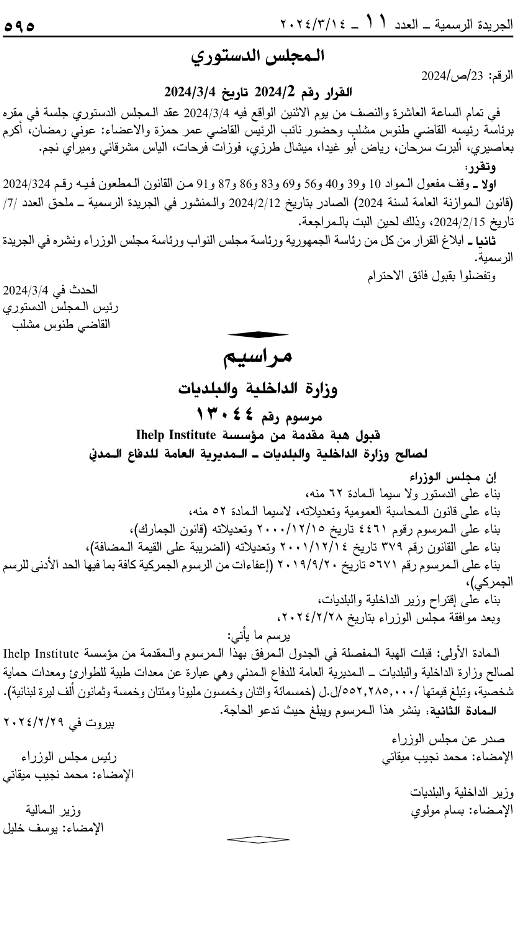 الجريدة الرسمية ــ العدد ١١ ــ ٢٠٢٤/٣/١٤
٥٩٥
المجلس الدستوري
الرقم: 23/ص/2024
القرار رقم 2024/2 تاريخ 2024/3/4
في تمام الساعة العاشرة والنصف من يوم الاثنين الواقع فيه 2024/3/4 عقد المجلس الدستوري جلسة في مقره
برئاسة رئيسه القاضي طنوس مشلب وحضور نائب الرئيس القاضي عمر حمزة والاعضاء: عوني رمضان، أكرم
بعاصيري، ألبرت سرحان، رياض أبو غيدا، ميشال طرزي، فوزات فرحات، الياس مشرقاني وميراي نجم.
وتقرر:
اولا ــ وقف مفعول المواد 10 و39 و40 و56 و69 و83 و86 و87 و91 من القانون المطعون فيه رقم 2024/324
(قانون الموازنة العامة لسنة 2024) الصادر بتاريخ 2024/2/12 والمنشور في الجريدة الرسمية ــ ملحق العدد /7/
تاريخ 2024/2/15، وذلك لحين البت بالمراجعة.
ثانيا ــ ابلاغ القرار من كل من رئاسة الجمهورية ورئاسة مجلس النواب ورئاسة مجلس الوزراء ونشره في الجريدة
الرسمية.
وتفضلوا بقبول فائق الاحترام
الحدث في 2024/3/4
رئيس المجلس الدستوري
القاضي طنوس مشلب
مراسيم
وزارة الداخلية والبلديات
مرسوم رقم ١٣٠٤٤
قبول هبة مقدمة من مؤسسة Ihelp Institute
لصالح وزارة الداخلية والبلديات ــ المديرية العامة للدفاع المدني
إن مجلس الوزراء
بناء على الدستور ولا سيما المادة ٦٢ منه،
بناء على قانون المحاسبة العمومية وتعديلاته، لاسيما المادة ٥٢ منه،
بناء على المرسوم رقوم ٤٤٦١ تاريخ ٢٠٠٠/١٢/١٥ وتعديلاته (قانون الجمارك)،
بناء على القانون رقم ٣٧٩ تاريخ ٢٠٠١/١٢/١٤ وتعديلاته (الضريبة على القيمة المضافة)،
بناء على المرسوم رقم ٥٦٧١ تاريخ ٢٠١٩/٩/٢٠ (إعفاءات من الرسوم الجمركية كافة بما فيها الحد الأدنى للرسم
الجمركي)،
بناء على إقتراح وزير الداخلية والبلديات،
وبعد موافقة مجلس الوزراء بتاريخ ٢٠٢٤/٢/٢٨،
يرسم ما يأتي:
المادة الأولى: قبلت الهبة المفصلة في الجدول المرفق بهذا المرسوم والمقدمة من مؤسسة Ihelp Institute
لصالح وزارة الداخلية والبلديات ــ المديرية العامة للدفاع المدني وهي عبارة عن معدات طبية للطوارئ ومعدات حماية
شخصية، وتبلغ قيمتها /٥٥٢,٢٨٥,٠٠٠/ل.ل (خمسمائة واثنان وخمسون مليونا ومئتان وخمسة وثمانون ألف ليرة لبنانية).
المادة الثانية: ينشر هذا المرسوم ويبلغ حيث تدعو الحاجة.
بيروت في ٢٠٢٤/٢/٢٩
صدر عن مجلس الوزراء
رئيس مجلس الوزراء
الإمضاء: محمد نجيب ميقاتي
الإمضاء: محمد نجيب ميقاتي
وزير الداخلية والبلديات
الإمضاء: بسام مولوي
وزير المالية
الإمضاء: يوسف خليل